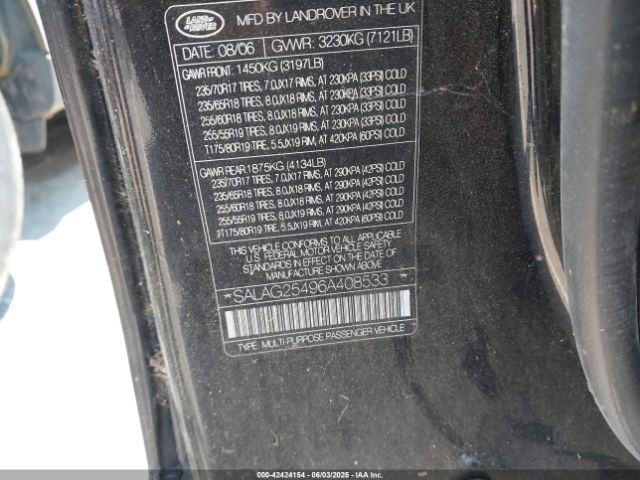 LAND ROVER
MFD BY LANDROVER IN THE UK
DATE: 08/06 GVWR: 3230KG (7121LB)
GAWR FRONT: 1450KG (3197LB)
235/70R17 TIRES, 7.0JX17 RIMS, AT 230KPA (33PSI) COLD
235/65R18 TIRES, 8.0JX18 RIMS, AT 230KPA (33PSI) COLD
255/60R18 TIRES, 8.0JX18 RIMS, AT 230KPA (33PSI) COLD
255/55R19 TIRES, 8.0JX19 RIMS, AT 230KPA (33PSI) COLD
T175/80R19 TIRE, 5.5JX19 RIM, AT 420KPA (60PSI) COLD
GAWR REAR 1875KG (4134LB)
235/70R17 TIRES, 7.0JX17 RIMS, AT 290KPA (42PSI) COLD
235/65R18 TIRES, 8.0JX18 RIMS, AT 290KPA (42PSI) COLD
255/60R18 TIRES, 8.0JX18 RIMS, AT 290KPA (42PSI) COLD
255/55R19 TIRES, 8.0JX19 RIMS, AT 290KPA (42PSI) COLD
T175/80R19 TIRE, 5.5JX19 RIM, AT 420KPA (60PSI) COLD
THIS VEHICLE CONFORMS TO ALL APPLICABLE
U.S. FEDERAL MOTOR VEHICLE SAFETY
STANDARDS IN EFFECT ON THE DATE OF
MANUFACTURE SHOWN ABOVE
*SALAG25496A408533*
TYPE: MULTI-PURPOSE PASSENGER VEHICLE
000-42424154 - 06/03/2025 - IAAI.COM